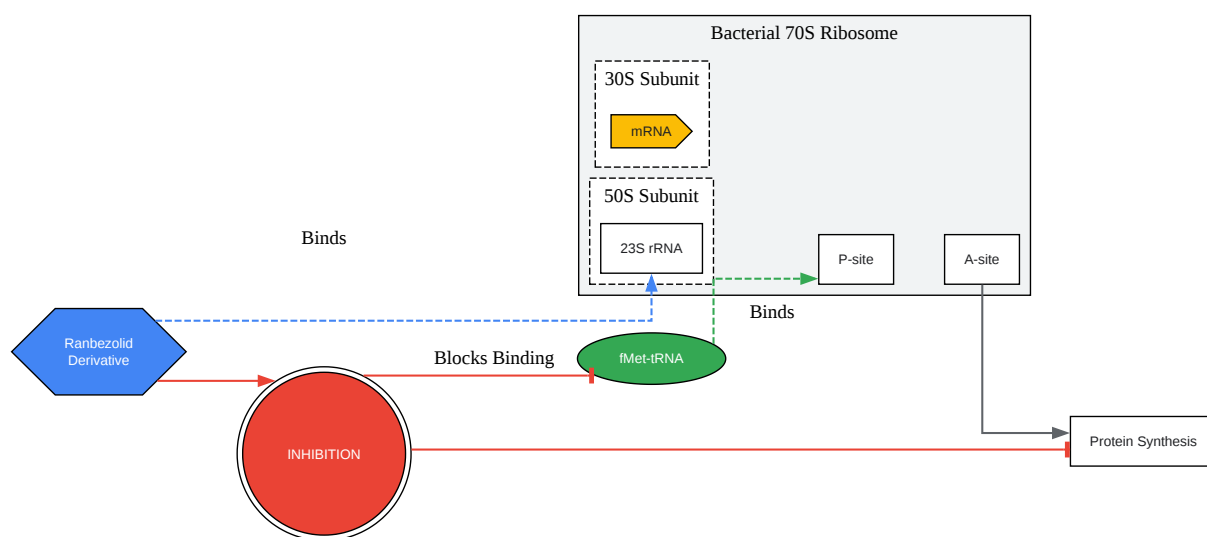 Bacterial 70S Ribosome
30S Subunit
mRNA
50S Subunit
23S rRNA
P-site
A-site
Binds
Binds
Ranbezolid
Derivative
Blocks Binding
fMet-tRNA
INHIBITION
Protein Synthesis